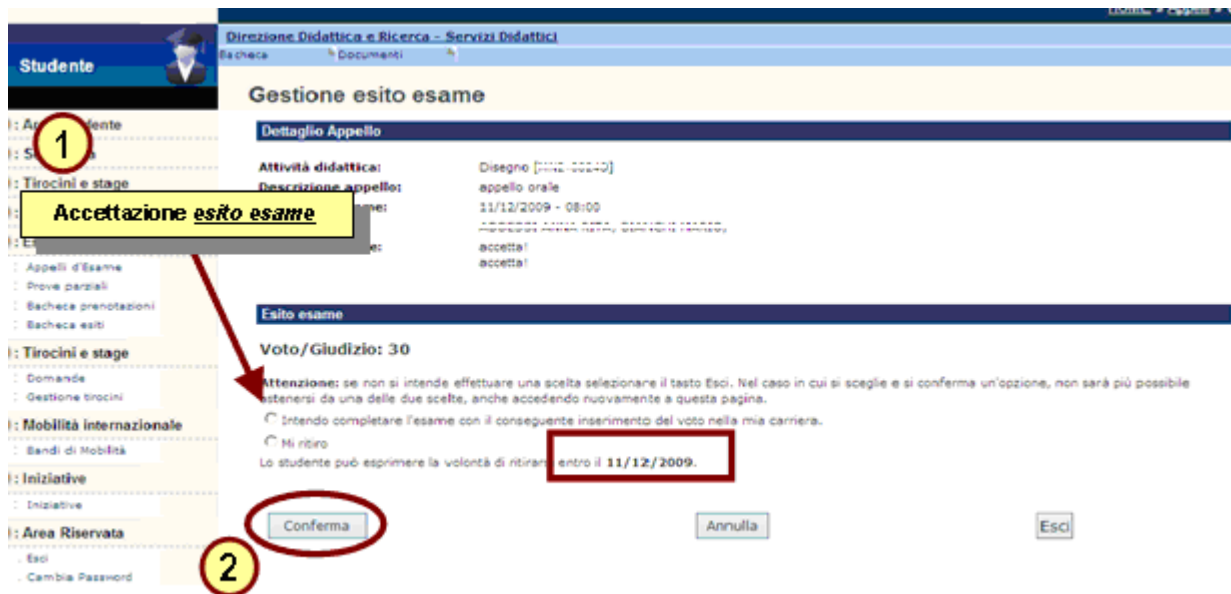 HOME » Appelli »
Direzione Didattica e Ricerca - Servizi Didattici
Bacheca Documenti
Studente
Gestione esito esame
1
Dettaglio Appello
: Tirocini e stage
Attività didattica: Disegno
Descrizione appello: appello orale
11/12/2009 - 08:00
Accettazione esito esame
accetta!
accetta!
: Appelli d'Esame
: Prove parziali
: Bacheca prenotazioni
: Bacheca esiti
: Tirocini e stage
: Domande
: Gestione tirocini
: Mobilità internazionale
: Bandi di Mobilità
: Iniziative
: Iniziative
: Area Riservata
. Esci
. Cambia Password
Esito esame
Voto/Giudizio: 30
Attenzione: se non si intende effettuare una scelta selezionare il tasto Esci. Nel caso in cui si sceglie e si conferma un'opzione, non sarà più possibile
astenersi da una delle due scelte, anche accedendo nuovamente a questa pagina.
Intendo completare l'esame con il conseguente inserimento del voto nella mia carriera.
Mi ritiro
Lo studente può esprimere la volontà di ritirarsi entro il 11/12/2009.
Conferma Annulla Esci
2